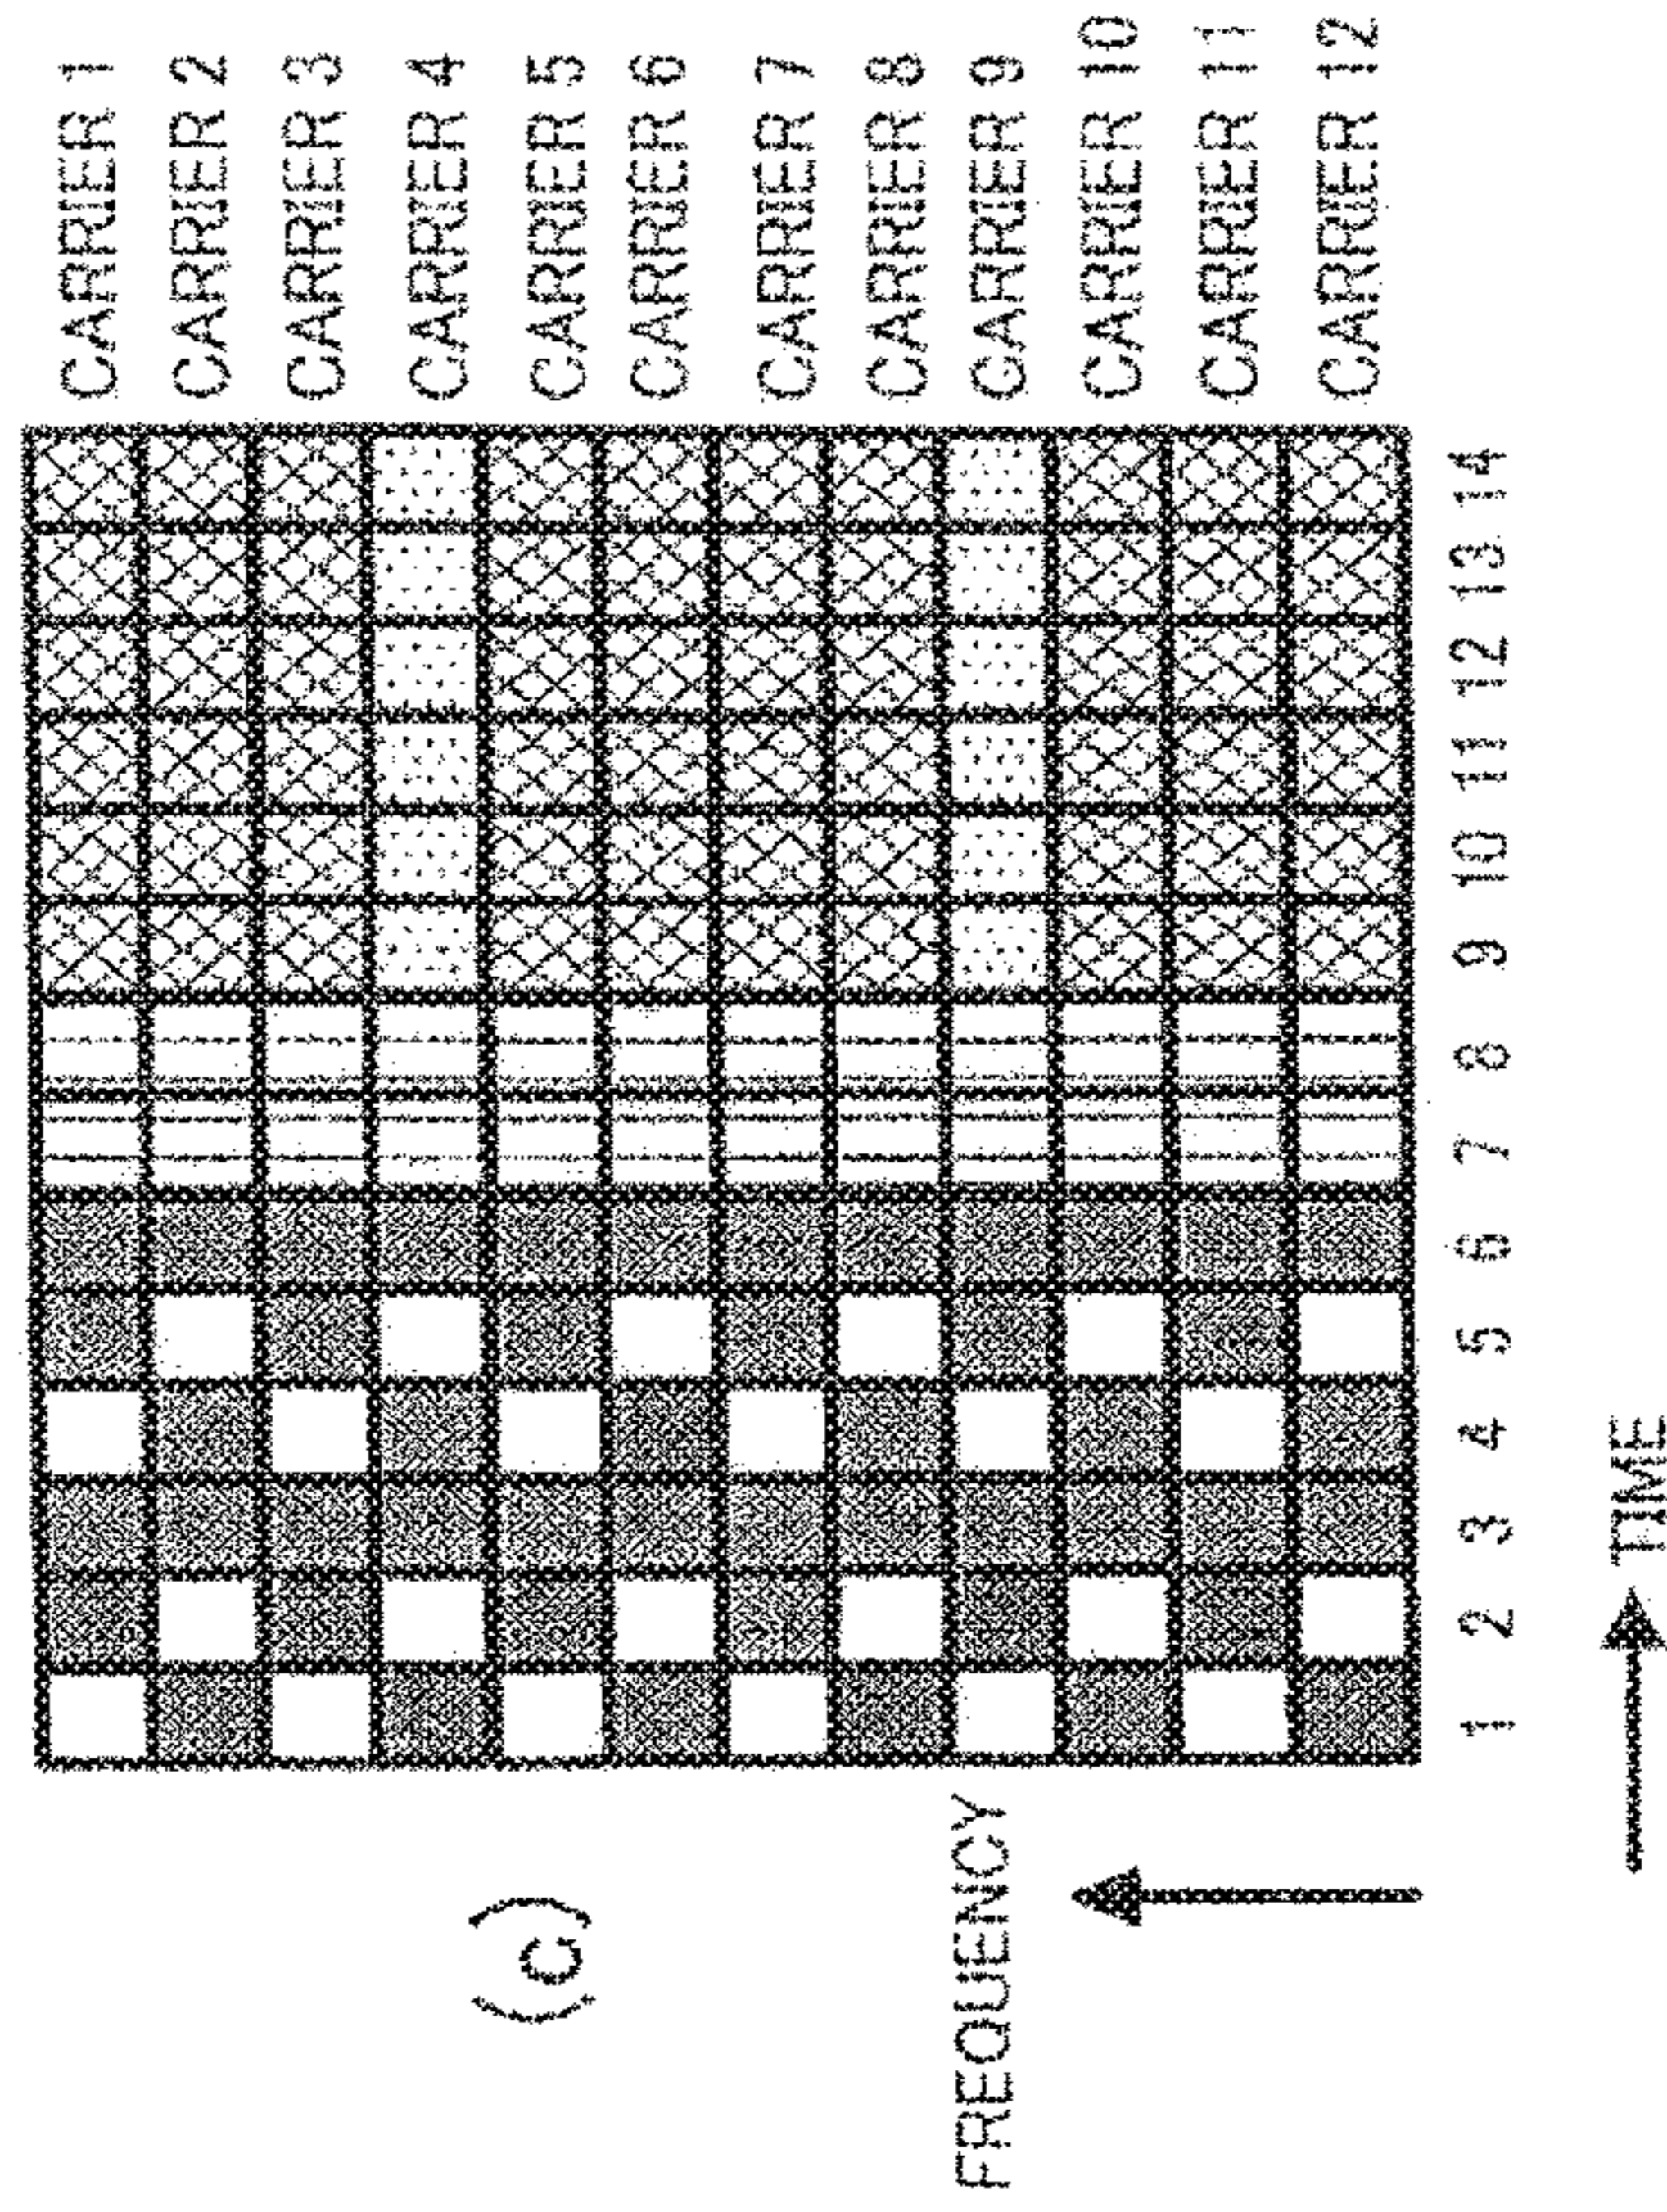 (c)
CARRIER 1
CARRIER 2
CARRIER 3
CARRIER 4
CARRIER 5
CARRIER 6
CARRIER 7
CARRIER 8
CARRIER 9
CARRIER 10
CARRIER 11
CARRIER 12
FREQUENCY
1 2 3 4 5 6 7 8 9 10 11 12 13 14
TIME